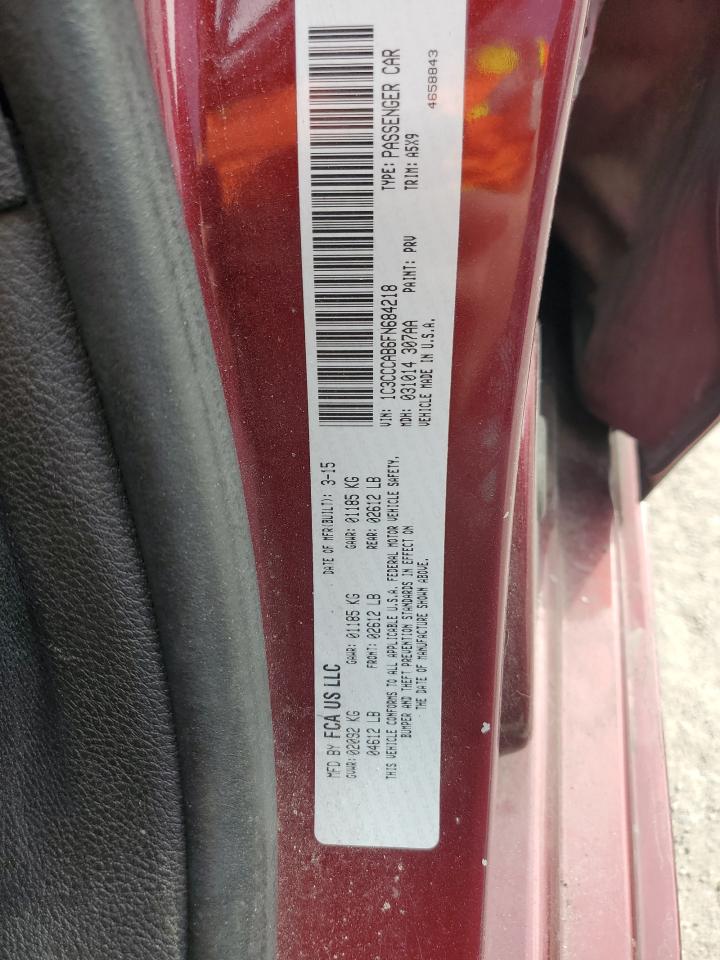 MFD BY FCA US LLC
DATE OF MFR(BUILT): 3-15
GVWR: 02092 KG
GAWR: 01185 KG
GAWR: 01185 KG
04612 LB
FRONT: 02612 LB
REAR: 02612 LB
THIS VEHICLE CONFORMS TO ALL APPLICABLE U.S.A. FEDERAL MOTOR VEHICLE SAFETY,
BUMPER AND THEFT PREVENTION STANDARDS IN EFFECT ON
THE DATE OF MANUFACTURE SHOWN ABOVE.
VIN: 1C3CCCAB6FN684218
TYPE: PASSENGER CAR
MDH: 031014 307AA
PAINT: PRV
TRIM: A5X9
VEHICLE MADE IN U.S.A.
4658843